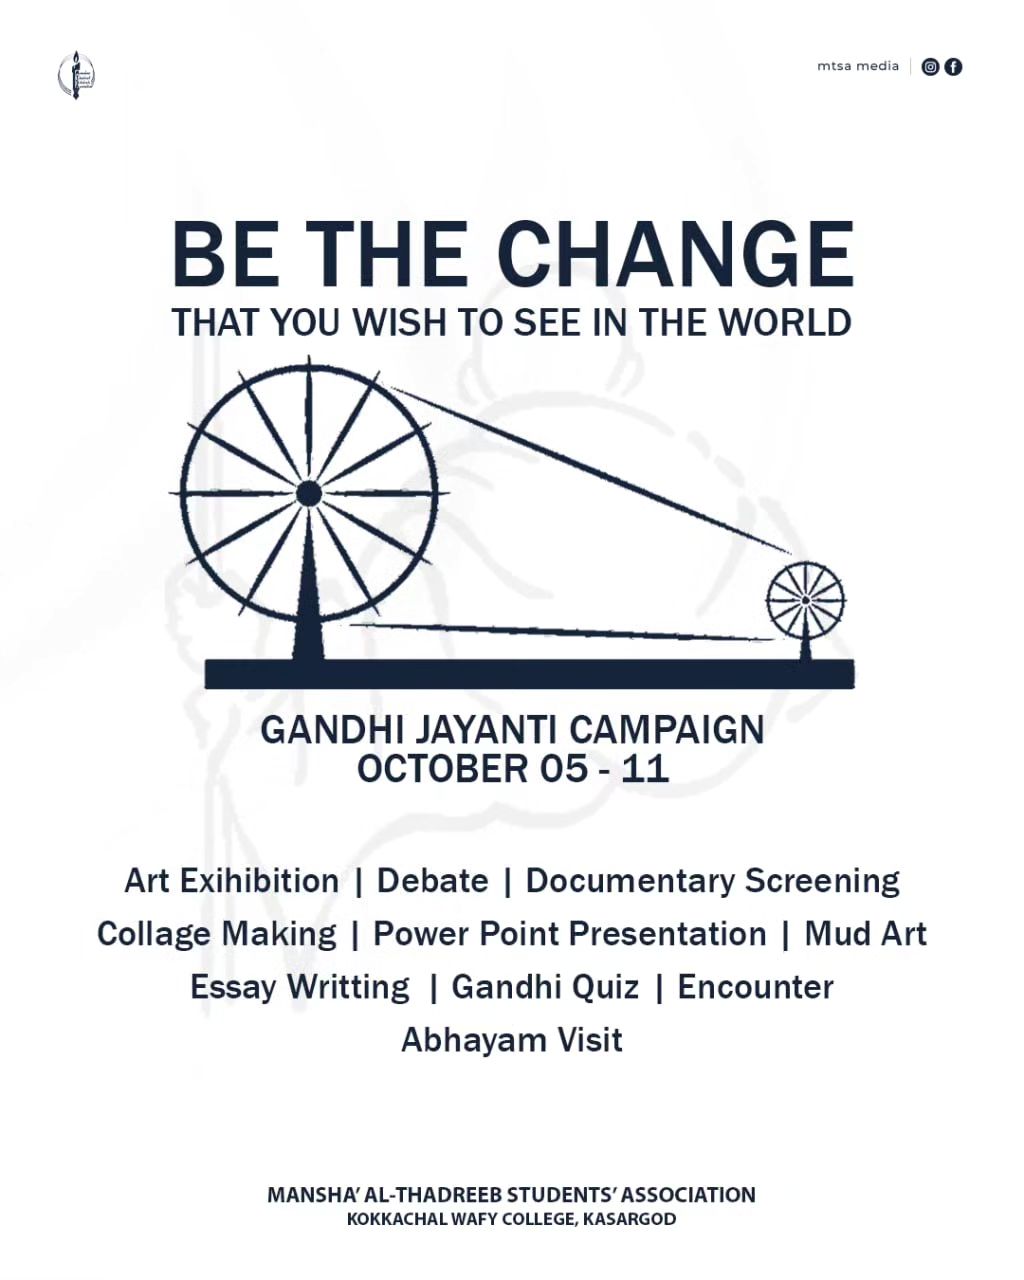 mtsa media
BE THE CHANGE
THAT YOU WISH TO SEE IN THE WORLD
GANDHI JAYANTI CAMPAIGN
OCTOBER 05 - 11
Art Exihibition | Debate | Documentary Screening
Collage Making | Power Point Presentation | Mud Art
Essay Writting | Gandhi Quiz | Encounter
Abhayam Visit
MANSHA' AL-THADREEB STUDENTS' ASSOCIATION
KOKKACHAL WAFY COLLEGE, KASARGOD